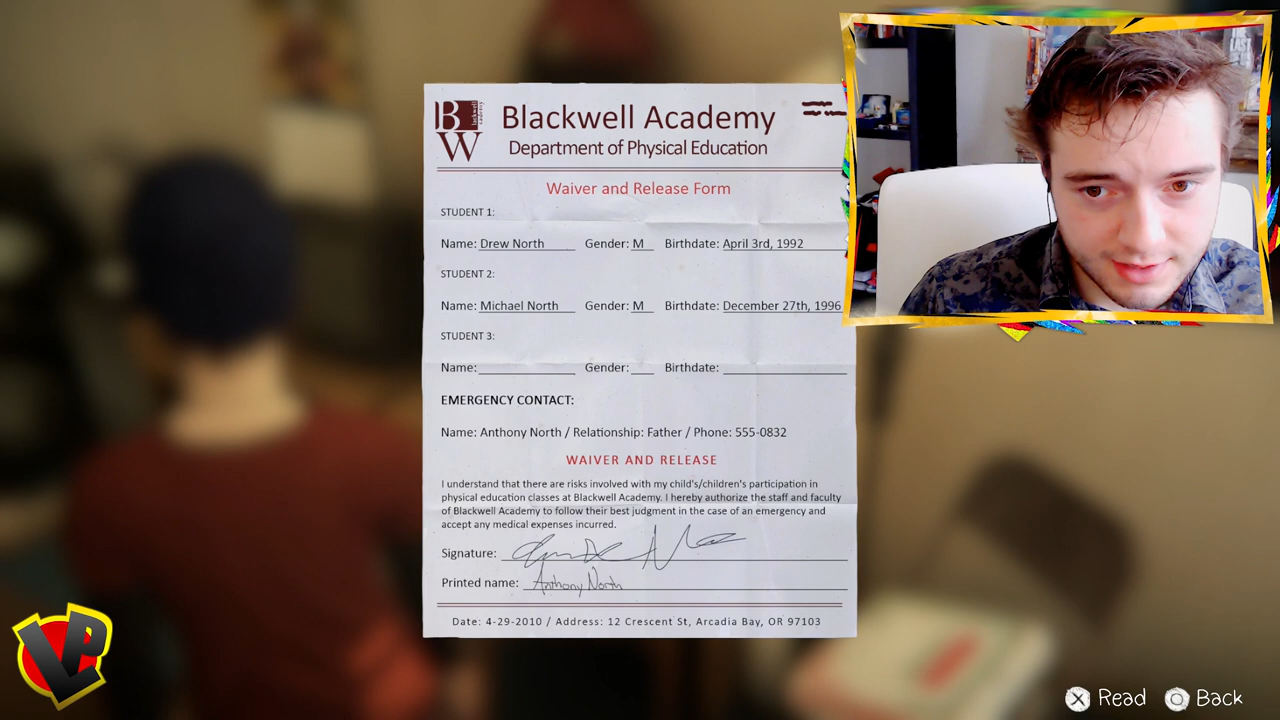 BW
Blackwell Academy
Department of Physical Education
Waiver and Release Form
STUDENT 1:
Name: Drew North Gender: M Birthdate: April 3rd, 1992
STUDENT 2:
Name: Michael North Gender: M Birthdate: December 27th, 1996
STUDENT 3:
Name: Gender: Birthdate:
EMERGENCY CONTACT:
Name: Anthony North / Relationship: Father / Phone: 555-0832
WAIVER AND RELEASE
I understand that there are risks involved with my child's/children's participation in
physical education classes at Blackwell Academy. I hereby authorize the staff and faculty
of Blackwell Academy to follow their best judgment in the case of an emergency and
accept any medical expenses incurred.
Signature:
Printed name: Anthony North
Date: 4-29-2010 / Address: 12 Crescent St, Arcadia Bay, OR 97103
THE
LAST
LP
Read Back